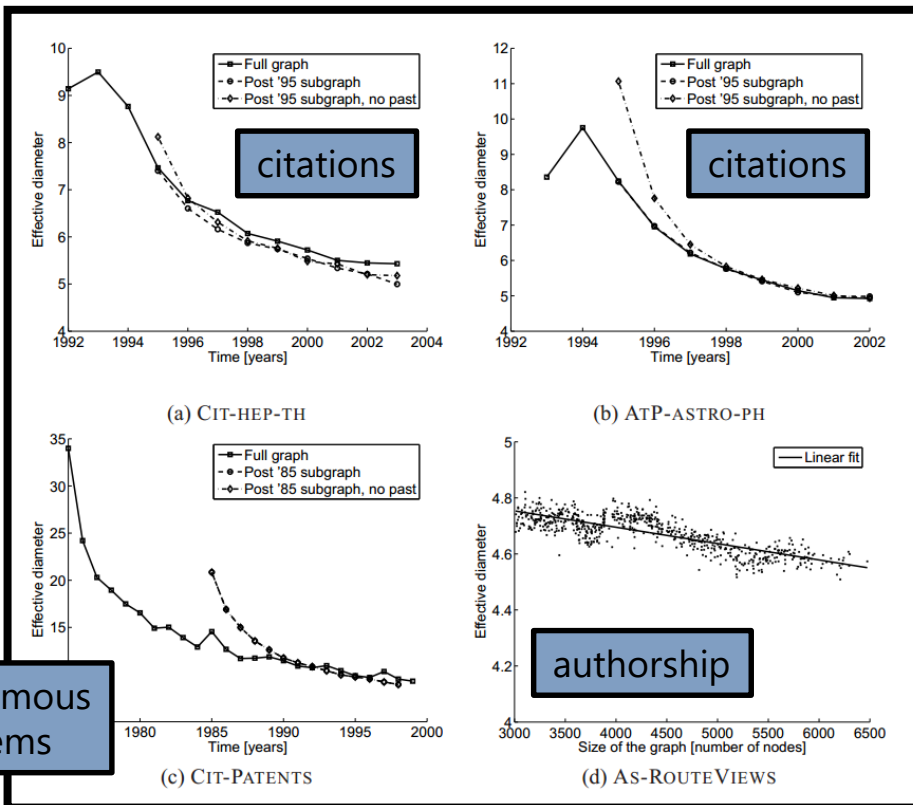 10
9
8
7
6
5
4
1992 1994 1996 1998 2000 2002 2004
Effective diameter
Time [years]
Full graph
Post '95 subgraph
Post '95 subgraph, no past
citations
(a) CIT-HEP-TH
12
11
10
9
8
7
6
5
4
1992 1994 1996 1998 2000 2002
Effective diameter
Time [years]
Full graph
Post '95 subgraph
Post '95 subgraph, no past
citations
(b) ATP-ASTRO-PH
35
30
25
20
15
1980 1985 1990 1995 2000
Effective diameter
Time [years]
Full graph
Post '85 subgraph
Post '85 subgraph, no past
mous
ems
(c) CIT-PATENTS
5
4.8
4.6
4.4
4.2
4
3000 3500 4000 4500 5000 5500 6000 6500
Effective diameter
Size of the graph [number of nodes]
Linear fit
authorship
(d) AS-ROUTEVIEWS